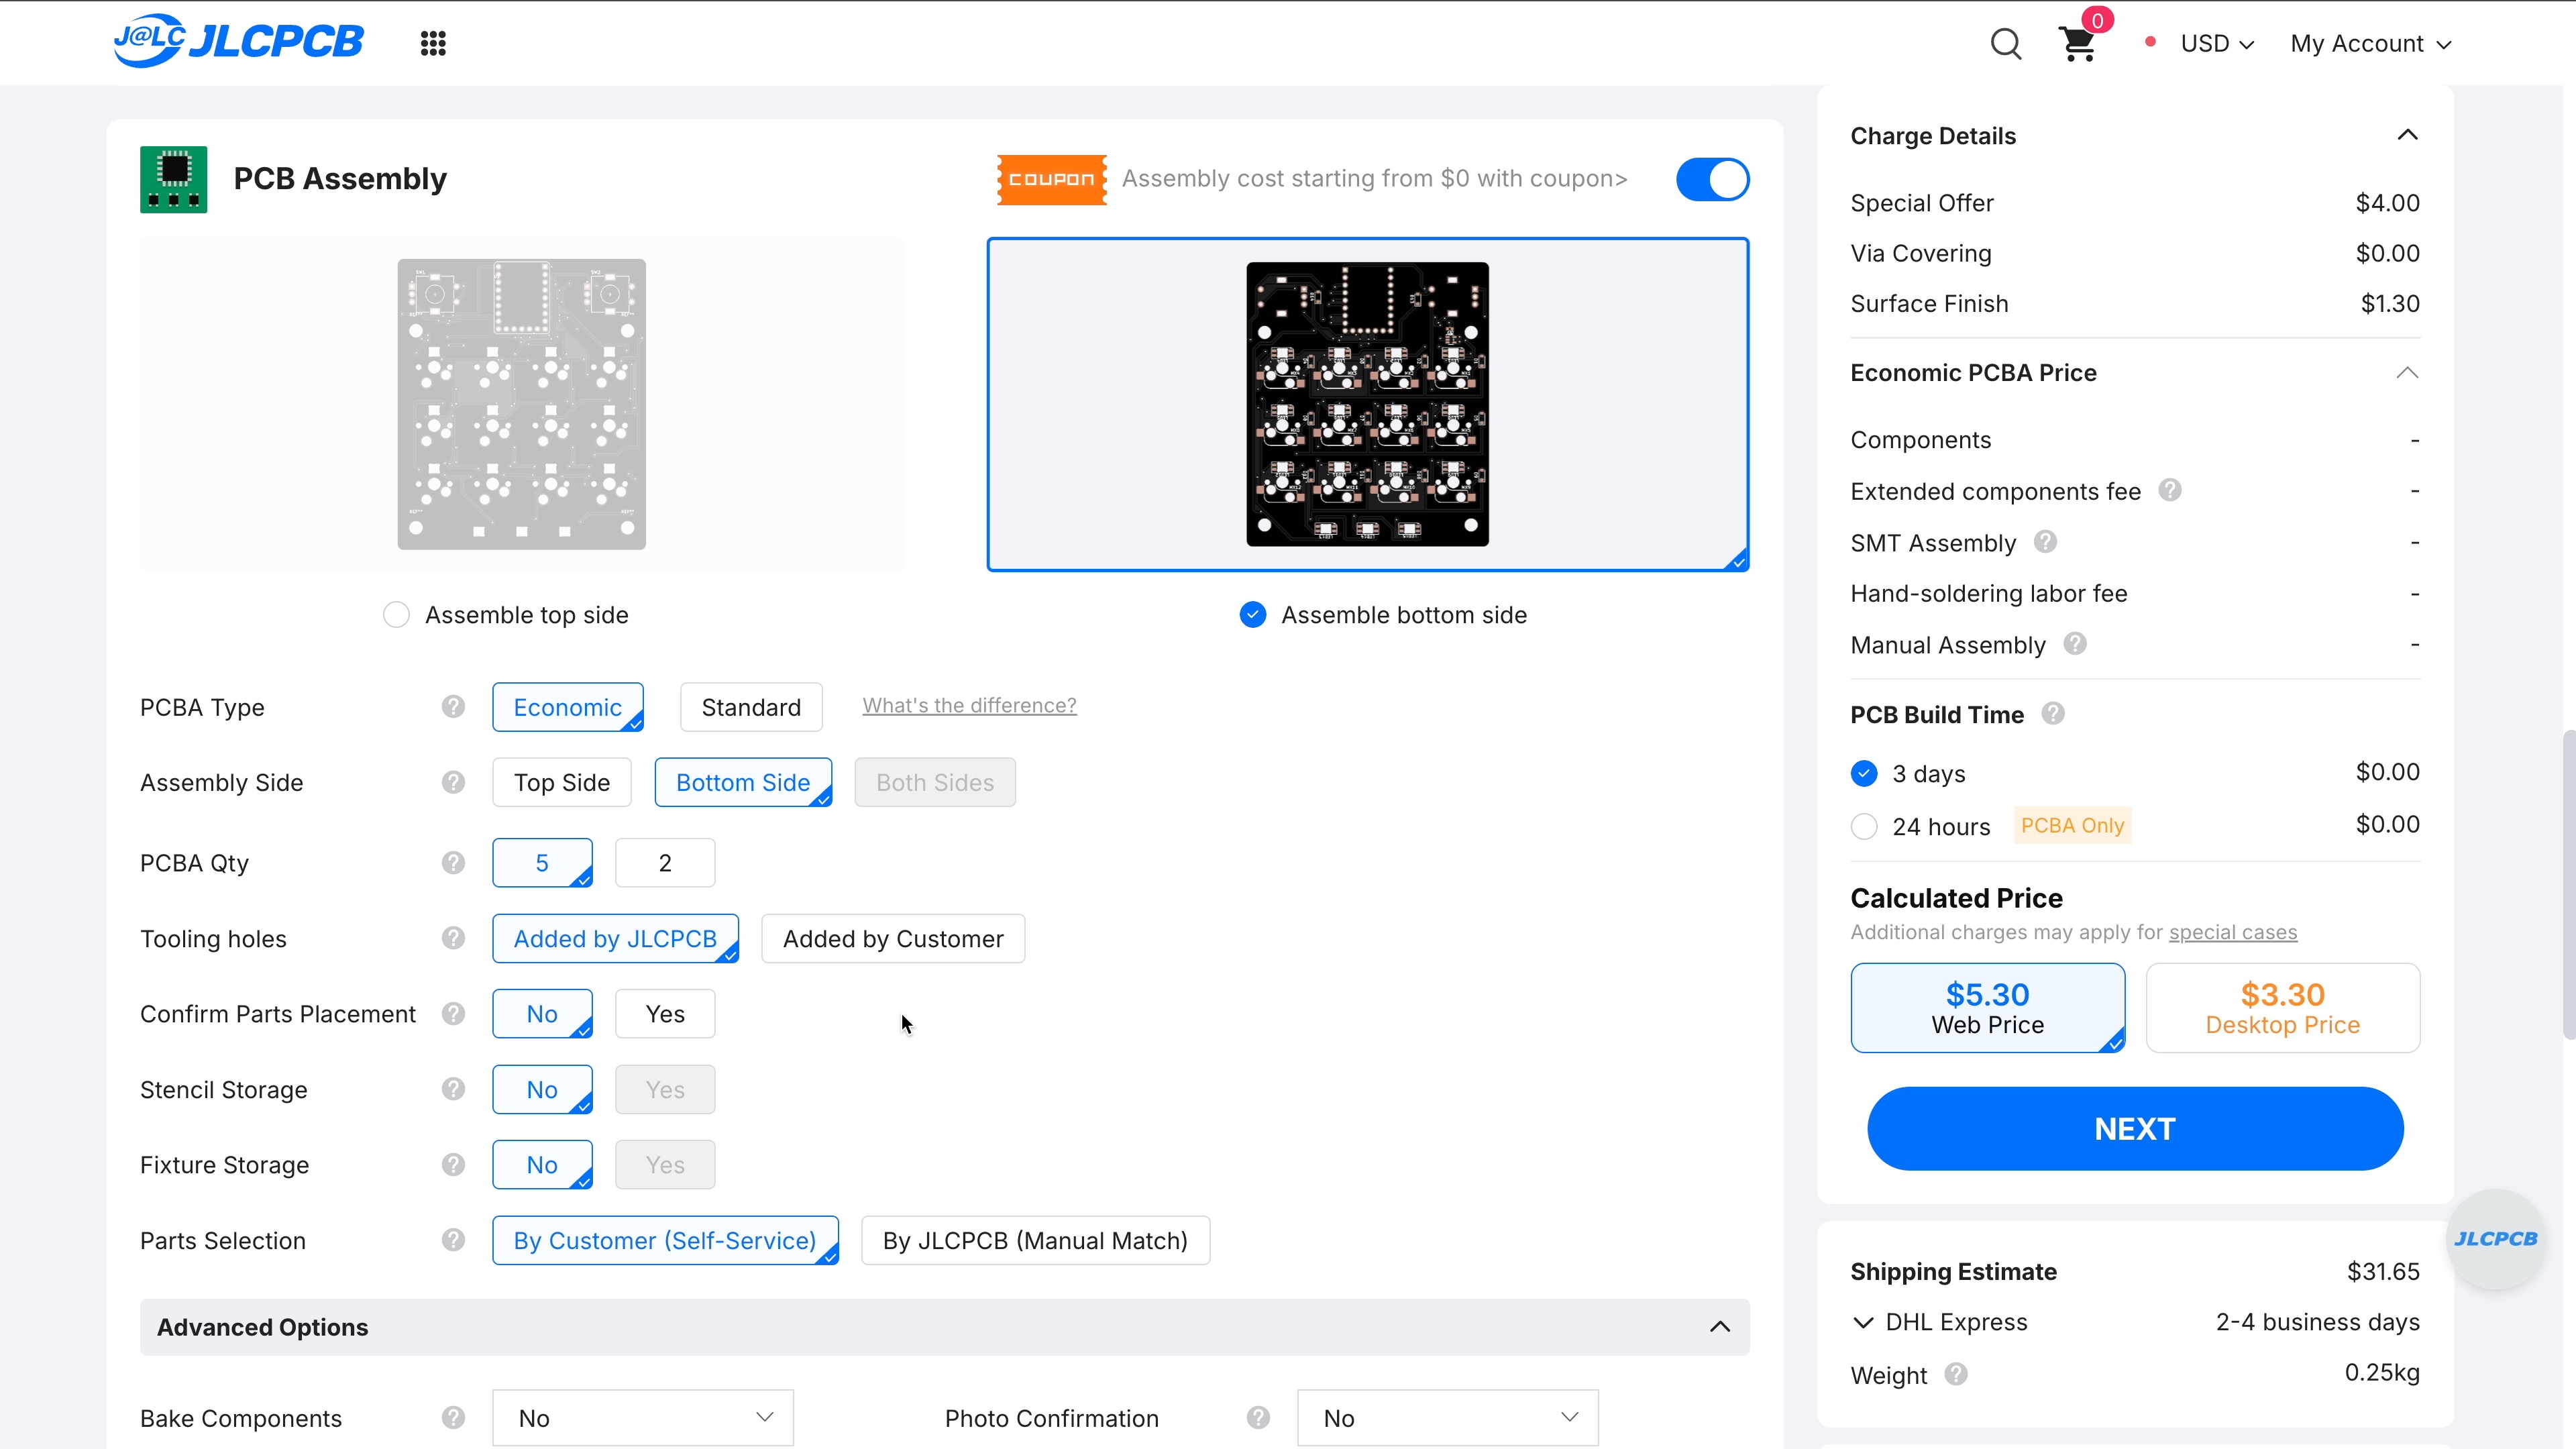 J@LC JLCPCB
0
USD
My Account
PCB Assembly
COUPON
Assembly cost starting from $0 with coupon>
Assemble top side
Assemble bottom side
PCBA Type
?
Economic
Standard
What's the difference?
Assembly Side
?
Top Side
Bottom Side
Both Sides
PCBA Qty
?
5
2
Tooling holes
?
Added by JLCPCB
Added by Customer
Confirm Parts Placement
?
No
Yes
Stencil Storage
?
No
Yes
Fixture Storage
?
No
Yes
Parts Selection
?
By Customer (Self-Service)
By JLCPCB (Manual Match)
Advanced Options
Bake Components
?
No
Photo Confirmation
?
No
Charge Details
Special Offer
$4.00
Via Covering
$0.00
Surface Finish
$1.30
Economic PCBA Price
Components
-
Extended components fee
?
-
SMT Assembly
?
-
Hand-soldering labor fee
-
Manual Assembly
?
-
PCB Build Time
?
3 days
$0.00
24 hours
PCBA Only
$0.00
Calculated Price
Additional charges may apply for special cases
$5.30
Web Price
$3.30
Desktop Price
NEXT
Shipping Estimate
$31.65
DHL Express
2-4 business days
Weight
?
0.25kg
JLCPCB